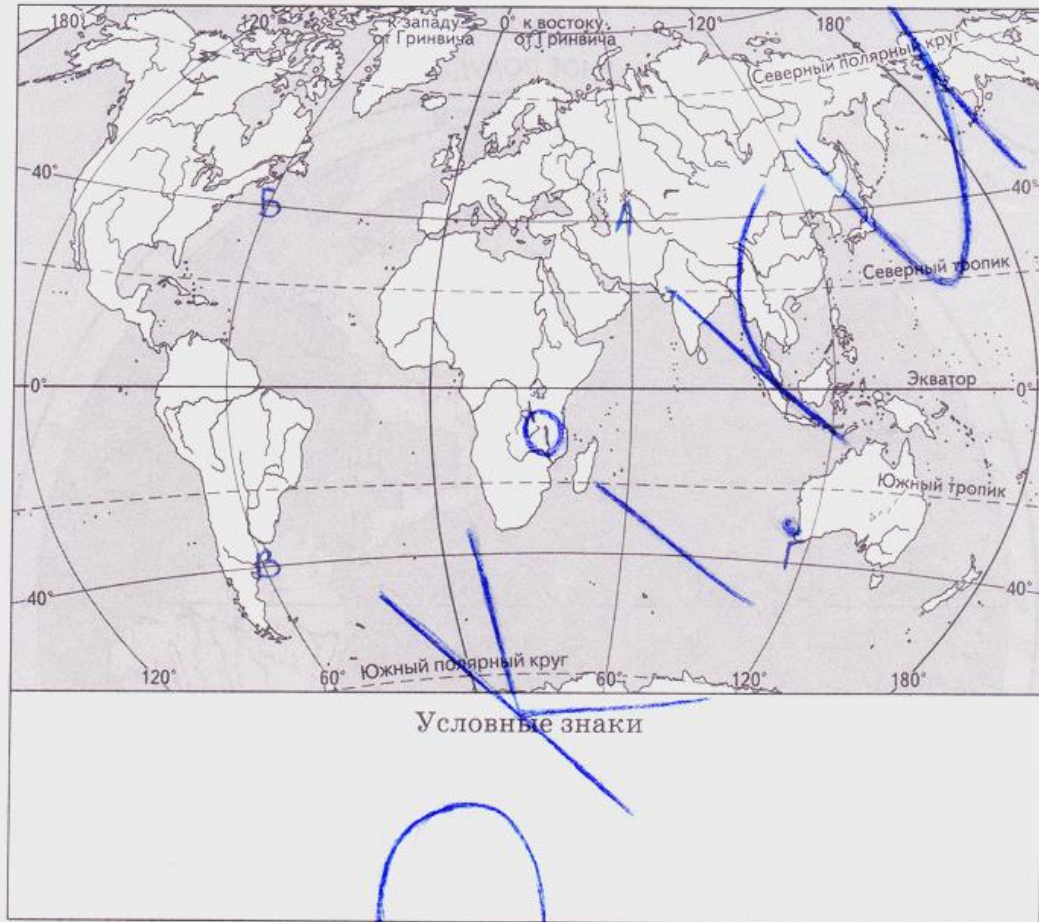 180° 120° к западу от Гринвича 0° к востоку от Гринвича 120° 180°
Северный полярный круг
40° 40°
Б А
Северный тропик
0° Экватор 0°
Южный тропик
В
40° 40°
Южный полярный круг
120° 60° 60° 120° 180°
Условные знаки